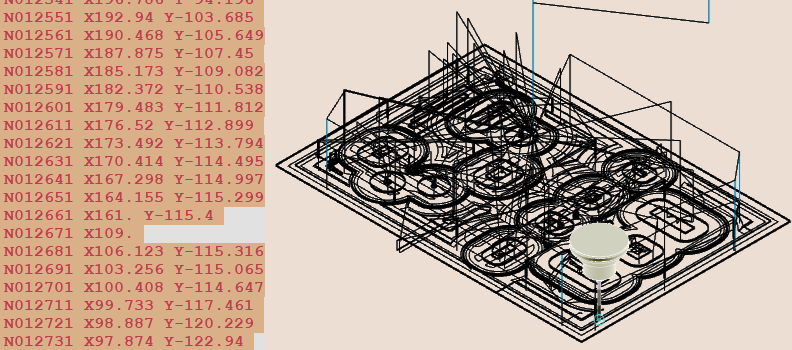 N012551 X192.94 Y-103.685
N012561 X190.468 Y-105.649
N012571 X187.875 Y-107.45
N012581 X185.173 Y-109.082
N012591 X182.372 Y-110.538
N012601 X179.483 Y-111.812
N012611 X176.52 Y-112.899
N012621 X173.492 Y-113.794
N012631 X170.414 Y-114.495
N012641 X167.298 Y-114.997
N012651 X164.155 Y-115.299
N012661 X161. Y-115.4
N012671 X109.
N012681 X106.123 Y-115.316
N012691 X103.256 Y-115.065
N012701 X100.408 Y-114.647
N012711 X99.733 Y-117.461
N012721 X98.887 Y-120.229
N012731 X97.874 Y-122.94